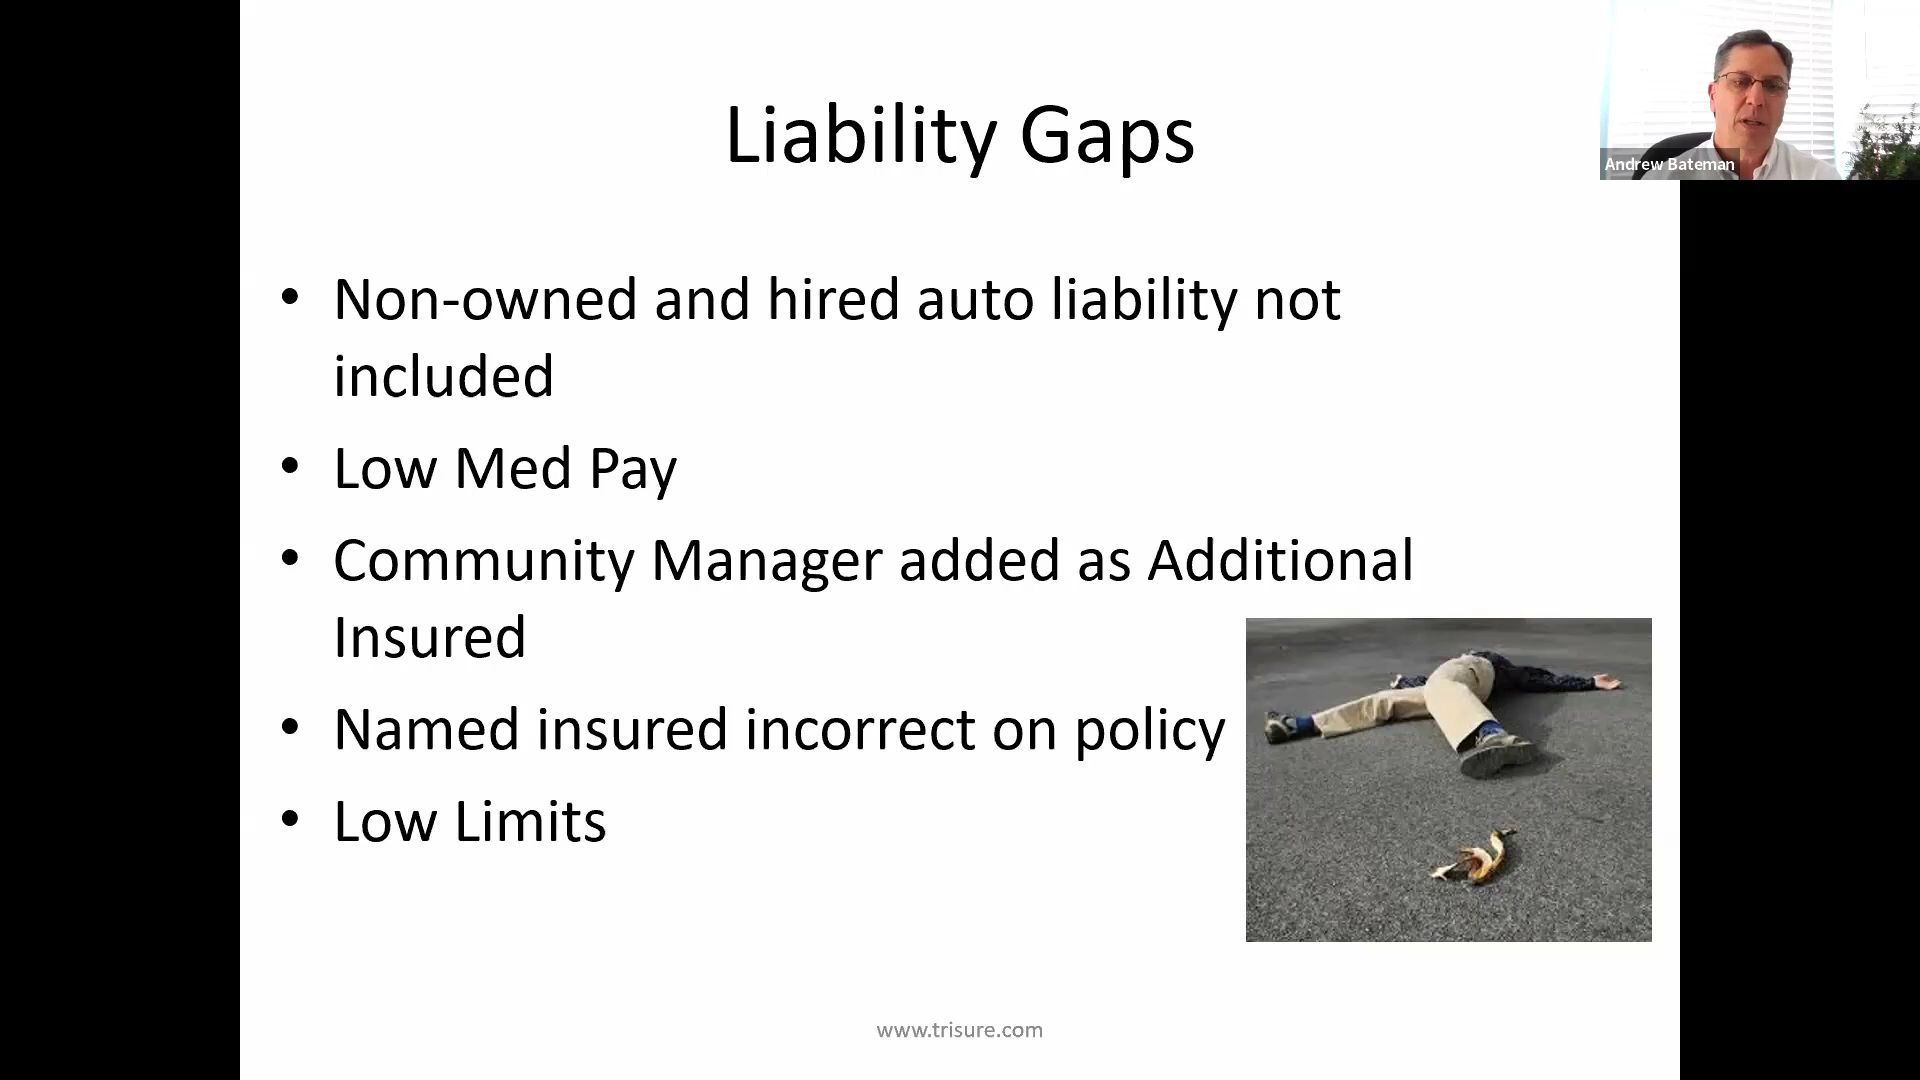 Liability Gaps
Andrew Bateman
• Non-owned and hired auto liability not
included
• Low Med Pay
• Community Manager added as Additional
Insured
• Named insured incorrect on policy
• Low Limits
www.trisure.com